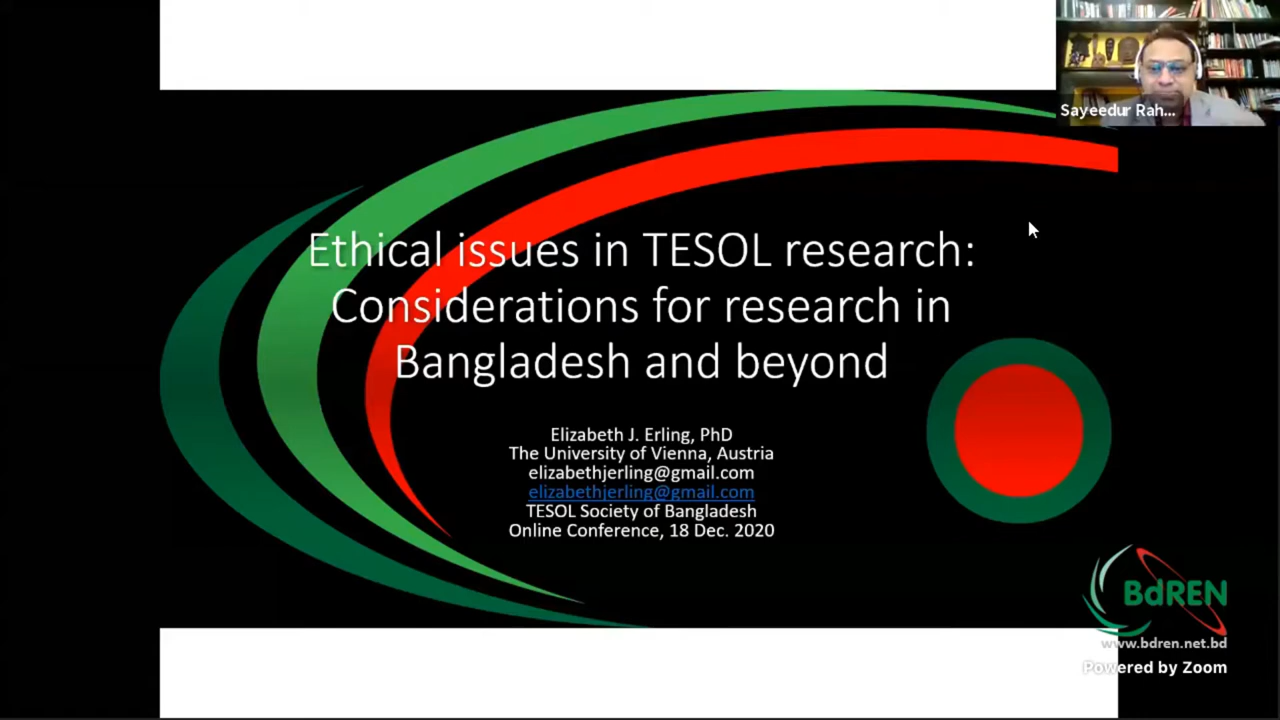 Sayeedur Rah...
Ethical issues in TESOL research:
Considerations for research in
Bangladesh and beyond
Elizabeth J. Erling, PhD
The University of Vienna, Austria
elizabethjerling@gmail.com
elizabethjerling@gmail.com
TESOL Society of Bangladesh
Online Conference, 18 Dec. 2020
BdREN
www.bdren.net.bd
Powered by Zoom